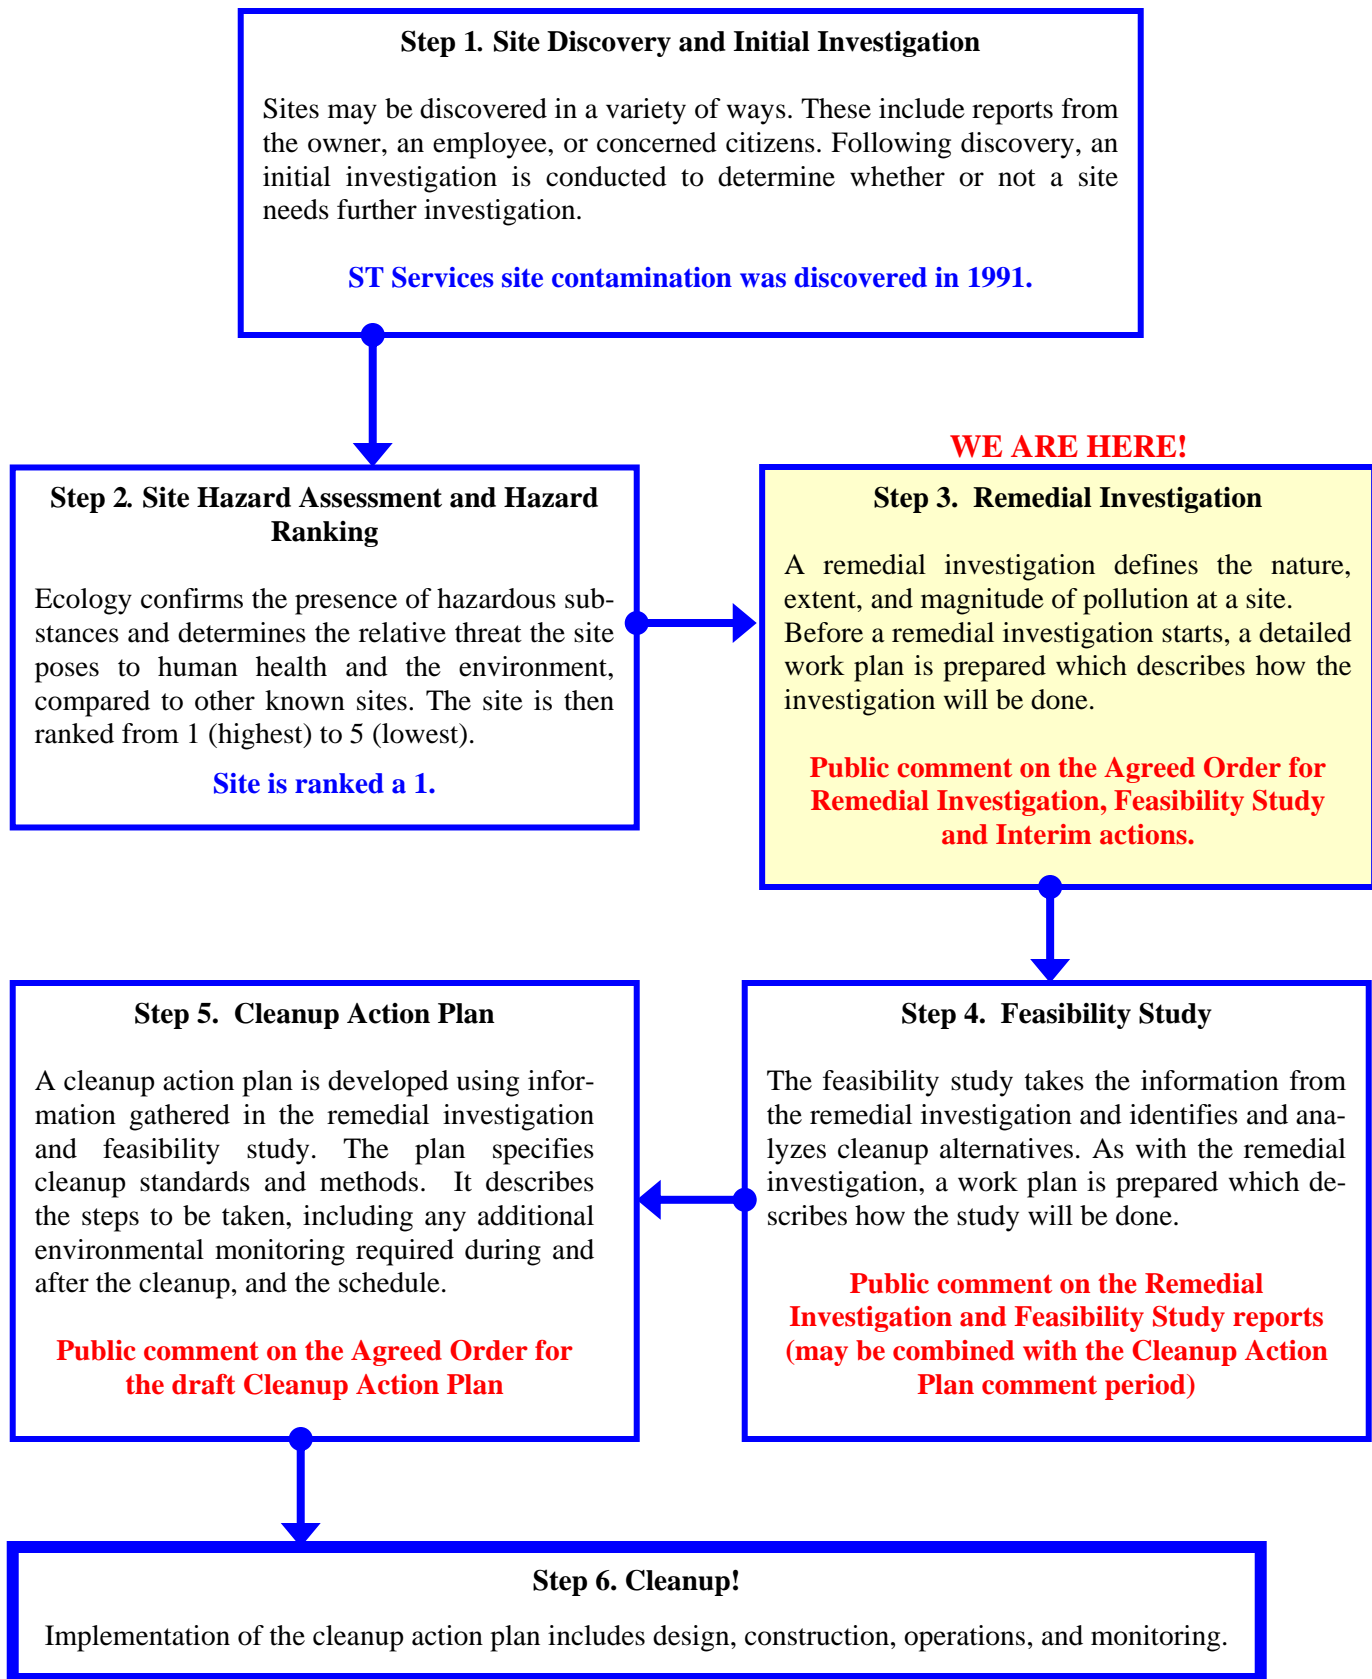 Step 1. Site Discovery and Initial Investigation
Sites may be discovered in a variety of ways. These include reports from
the owner, an employee, or concerned citizens. Following discovery, an
initial investigation is conducted to determine whether or not a site
needs further investigation.
ST Services site contamination was discovered in 1991.
Step 2. Site Hazard Assessment and Hazard
Ranking
Ecology confirms the presence of hazardous sub-
stances and determines the relative threat the site
poses to human health and the environment,
compared to other known sites. The site is then
ranked from 1 (highest) to 5 (lowest).
Site is ranked a 1.
WE ARE HERE!
Step 3. Remedial Investigation
A remedial investigation defines the nature,
extent, and magnitude of pollution at a site.
Before a remedial investigation starts, a detailed
work plan is prepared which describes how the
investigation will be done.
Public comment on the Agreed Order for
Remedial Investigation, Feasibility Study
and Interim actions.
Step 4. Feasibility Study
The feasibility study takes the information from
the remedial investigation and identifies and ana-
lyzes cleanup alternatives. As with the remedial
investigation, a work plan is prepared which de-
scribes how the study will be done.
Public comment on the Remedial
Investigation and Feasibility Study reports
(may be combined with the Cleanup Action
Plan comment period)
Step 5. Cleanup Action Plan
A cleanup action plan is developed using infor-
mation gathered in the remedial investigation
and feasibility study. The plan specifies
cleanup standards and methods. It describes
the steps to be taken, including any additional
environmental monitoring required during and
after the cleanup, and the schedule.
Public comment on the Agreed Order for
the draft Cleanup Action Plan
Step 6. Cleanup!
Implementation of the cleanup action plan includes design, construction, operations, and monitoring.